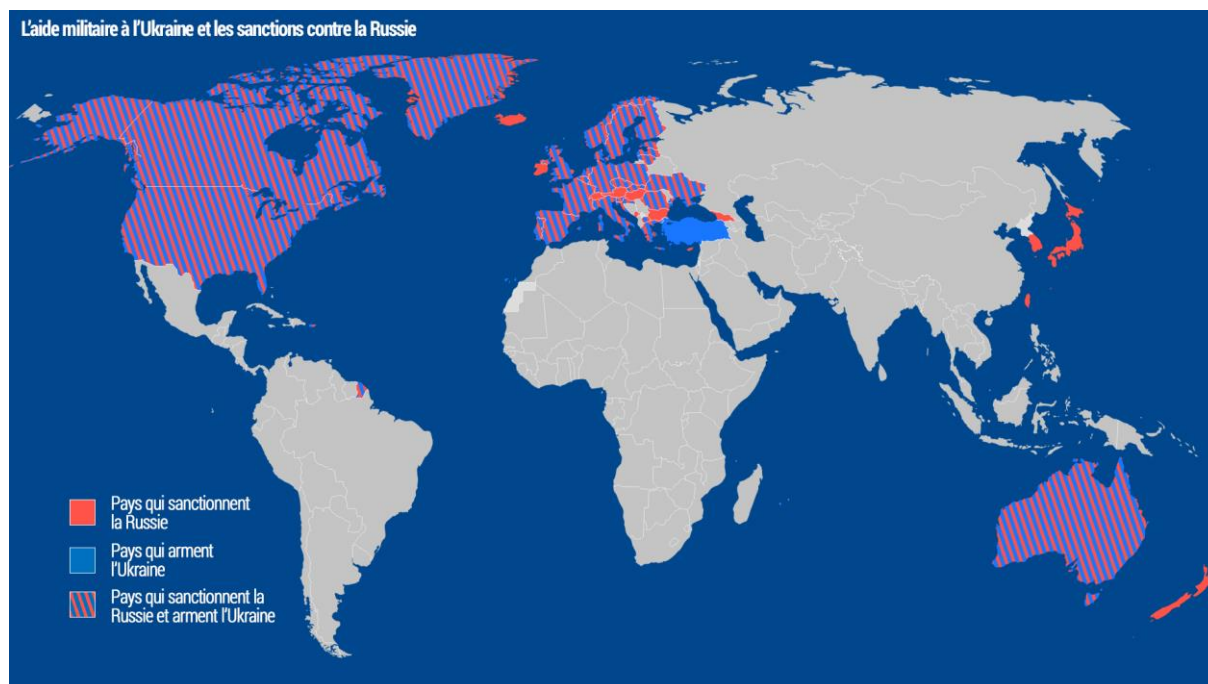 L'aide militaire à l'Ukraine et les sanctions contre la Russie
Pays qui sanctionnent
la Russie
Pays qui arment
l'Ukraine
Pays qui sanctionnent la
Russie et arment l'Ukraine